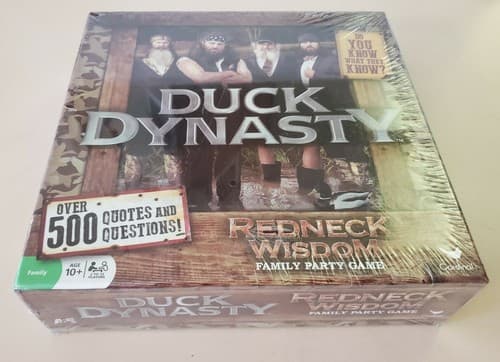 DO
YOU
KNOW
WHAT THEY
KNOW?
DUCK
DYNASTY
OVER
500 QUOTES AND
QUESTIONS!
REDNECK
WISDOM
FAMILY PARTY GAME
Family
AGE
10+
Cardinal
DUCK
DYNASTY
REDNECK
WISDOM
FAMILY PARTY GAME